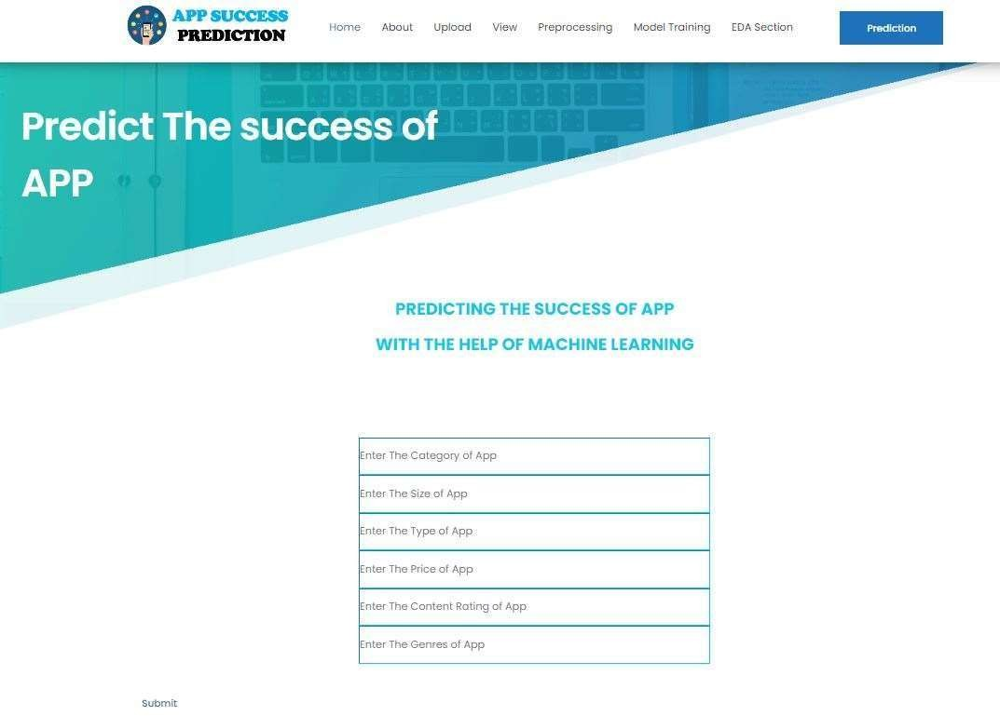 APP SUCCESS
PREDICTION
Home About Upload View Preprocessing Model Training EDA Section Prediction
Predict The success of
APP
PREDICTING THE SUCCESS OF APP
WITH THE HELP OF MACHINE LEARNING
Enter The Category of App
Enter The Size of App
Enter The Type of App
Enter The Price of App
Enter The Content Rating of App
Enter The Genres of App
Submit